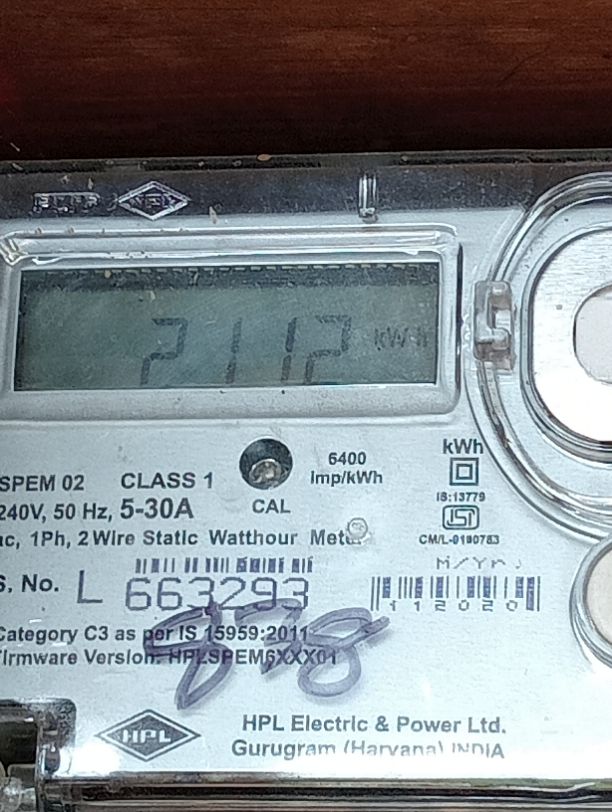 2112 kWh
6400
kWh
SPEM 02 CLASS 1
Imp/kWh
IS:13779
240V, 50 Hz, 5-30A
CAL
ISI
ac, 1Ph, 2 Wire Static Watthour Meter
CM/L-0190783
M/Yr.
S. No. L 663293
112020
Category C3 as per IS 15959:2011
Firmware Version: HPLSPEM6XXX01
878
HPL
HPL Electric & Power Ltd.
Gurugram (Haryana) INDIA